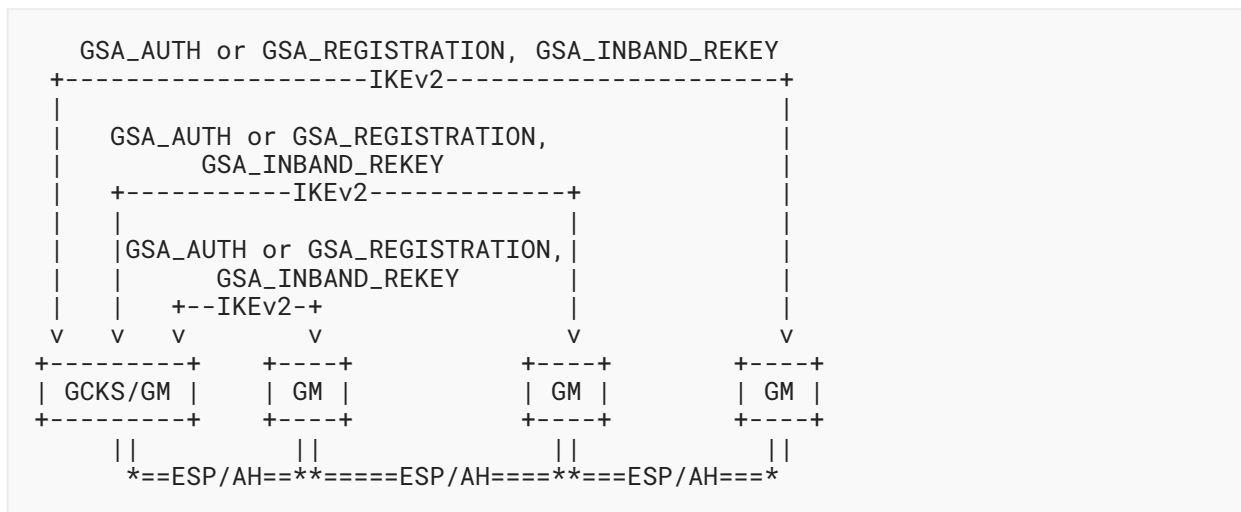 GSA_AUTH or GSA_REGISTRATION, GSA_INBAND_REKEY
+--------------------IKEv2----------------------+
|                                               |
|   GSA_AUTH or GSA_REGISTRATION,               |
|         GSA_INBAND_REKEY                      |
|   +-----------IKEv2-------------+             |
|   |                             |             |
|   |GSA_AUTH or GSA_REGISTRATION,|             |
|   |      GSA_INBAND_REKEY       |             |
|   |   +--IKEv2-+                |             |
v   v   v        v                v             v
+---------+    +----+           +----+        +----+
| GCKS/GM |    | GM |           | GM |        | GM |
+---------+    +----+           +----+        +----+
||          ||               ||            ||
*==ESP/AH==**=====ESP/AH====**===ESP/AH===*